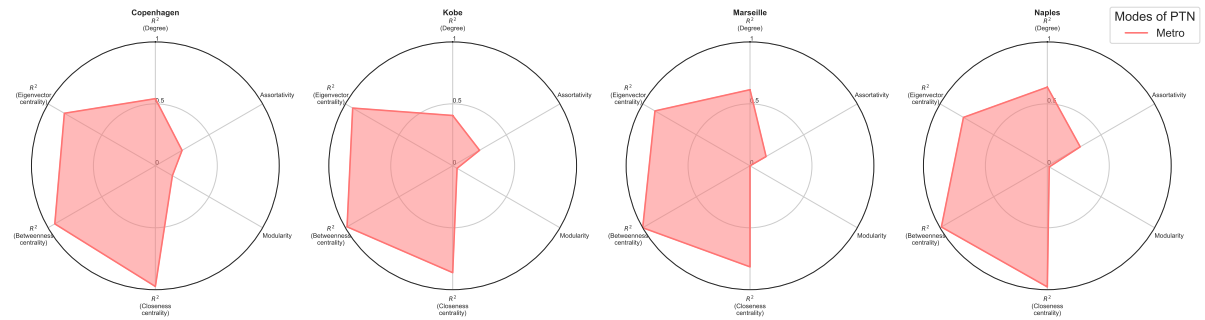 Copenhagen
R²
(Degree)
1
R²
(Eigenvector
centrality)
0.5
Assortativity
0
R²
(Betweenness
centrality)
Modularity
R²
(Closeness
centrality)
Kobe
R²
(Degree)
1
R²
(Eigenvector
centrality)
0.5
Assortativity
0
R²
(Betweenness
centrality)
Modularity
R²
(Closeness
centrality)
Marseille
R²
(Degree)
1
R²
(Eigenvector
centrality)
0.5
Assortativity
0
R²
(Betweenness
centrality)
Modularity
R²
(Closeness
centrality)
Naples
R²
(Degree)
1
R²
(Eigenvector
centrality)
0.5
Assortativity
0
R²
(Betweenness
centrality)
Modularity
R²
(Closeness
centrality)
Modes of PTN
Metro